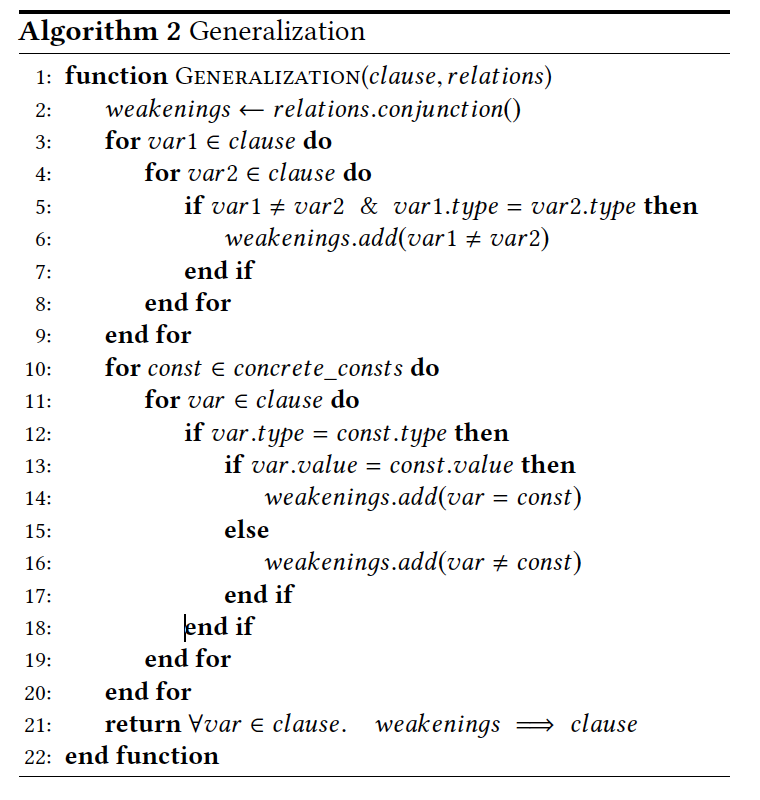 Algorithm 2 Generalization
1: function GENERALIZATION(clause, relations)
2: weakenings ← relations.conjunction()
3: for var1 ∈ clause do
4: for var2 ∈ clause do
5: if var1 ≠ var2 & var1.type = var2.type then
6: weakenings.add(var1 ≠ var2)
7: end if
8: end for
9: end for
10: for const ∈ concrete_consts do
11: for var ∈ clause do
12: if var.type = const.type then
13: if var.value = const.value then
14: weakenings.add(var = const)
15: else
16: weakenings.add(var ≠ const)
17: end if
18: end if
19: end for
20: end for
21: return ∀var ∈ clause. weakenings ⟹ clause
22: end function